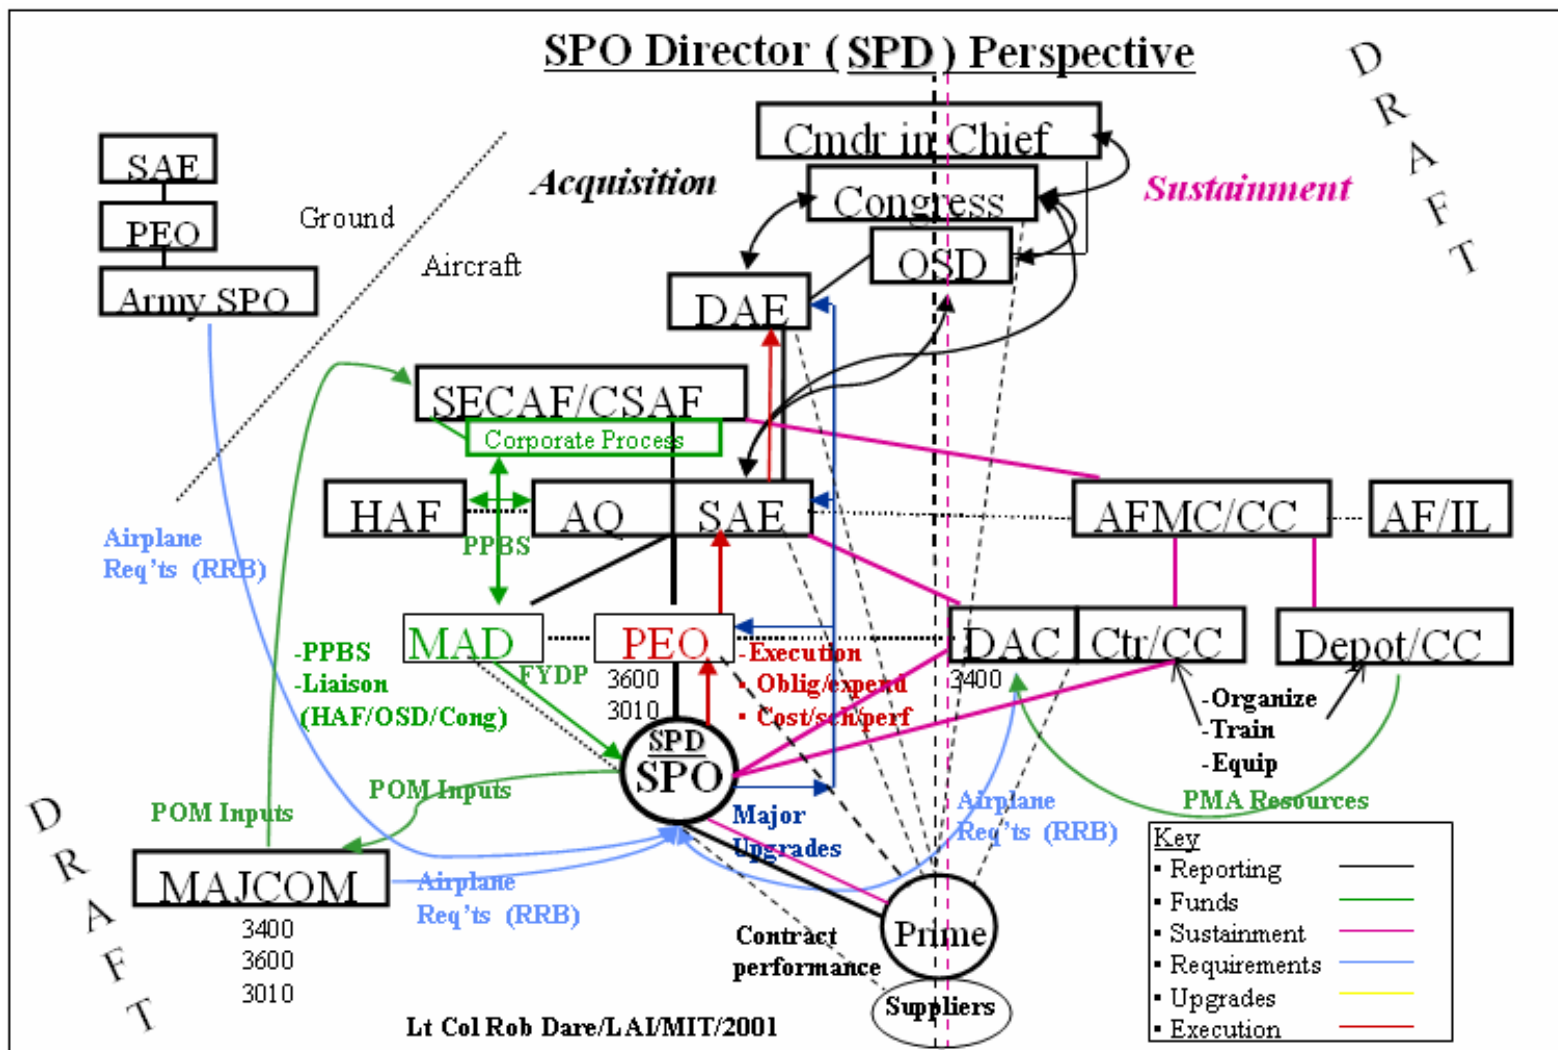 SPO Director ( SPD ) Perspective
D
R
A
F
T
Cmdr in Chief
SAE
Acquisition
Sustainment
Congress
PEO
Ground
OSD
Aircraft
Army SPO
DAE
SECAF/CSAF
Corporate Process
HAF
AQ
SAE
AFMC/CC
AF/IL
Airplane
Req'ts (RRB)
PPBS
MAD
PEO
DAC
Ctr/CC
Depot/CC
-PPBS
-Liaison
(HAF/OSD/Cong)
FYDP
3600
3010
-Execution
▪ Oblig/expend
▪ Cost/sch/perf
3400
-Organize
-Train
-Equip
SPD
SPO
POM Inputs
POM Inputs
Major
Upgrades
Airplane
Req'ts (RRB)
PMA Resources
D
R
A
F
T
MAJCOM
3400
3600
3010
Airplane
Req'ts (RRB)
Contract
performance
Prime
Suppliers
Key
▪ Reporting
▪ Funds
▪ Sustainment
▪ Requirements
▪ Upgrades
▪ Execution
Lt Col Rob Dare/LAI/MIT/2001